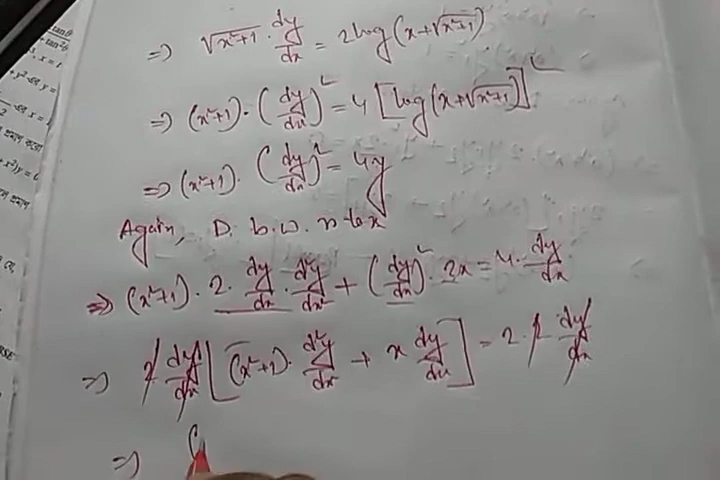 => √x²+1 . dy/dx = 2log(x+√x²+1)
=> (x²+1) . (dy/dx)² = 4 [log(x+√x²+1)]²
=> (x²+1) . (dy/dx)² = 4y
Again, D. b. w. r. to x
=> (x²+1) . 2 . dy/dx . d²y/dx² + (dy/dx)² . 2x = 4 . dy/dx
=> 2 dy/dx [(x²+1) . d²y/dx² + x dy/dx] = 2 . 2 dy/dx
=> (